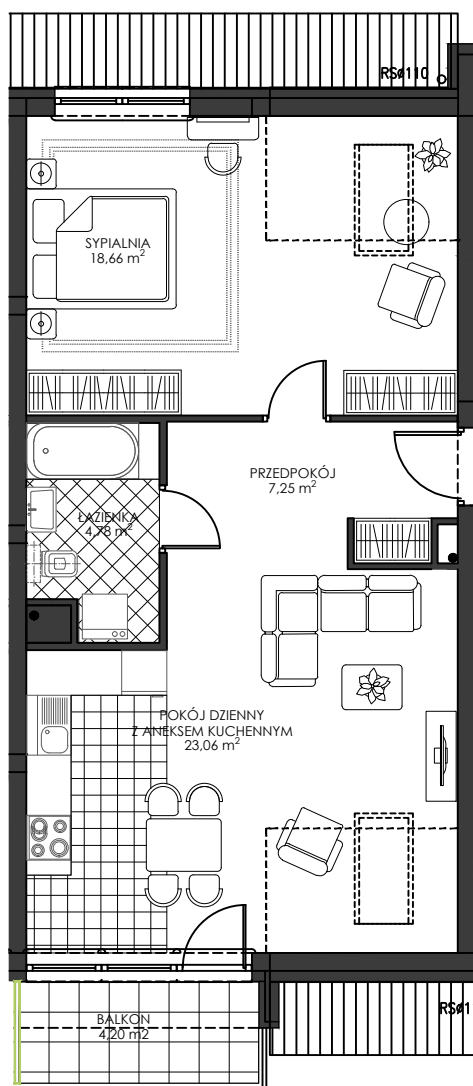 RSø110
SYPIALNIA
18,66 m²
PRZEDPOKÓJ
7,25 m²
ŁAZIENKA
4,78 m²
POKÓJ DZIENNY
Z ANEKSEM KUCHENNYM
23,06 m²
BALKON
4,20 m2
RSø1